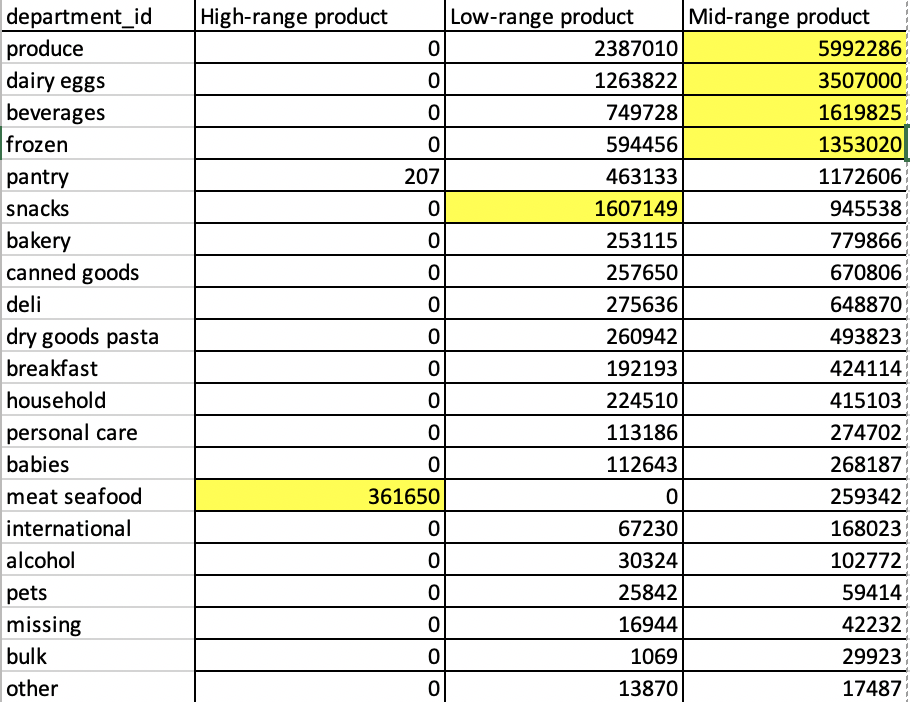 department_id High-range product Low-range product Mid-range product
produce 0 2387010 5992286
dairy eggs 0 1263822 3507000
beverages 0 749728 1619825
frozen 0 594456 1353020
pantry 207 463133 1172606
snacks 0 1607149 945538
bakery 0 253115 779866
canned goods 0 257650 670806
deli 0 275636 648870
dry goods pasta 0 260942 493823
breakfast 0 192193 424114
household 0 224510 415103
personal care 0 113186 274702
babies 0 112643 268187
meat seafood 361650 0 259342
international 0 67230 168023
alcohol 0 30324 102772
pets 0 25842 59414
missing 0 16944 42232
bulk 0 1069 29923
other 0 13870 17487